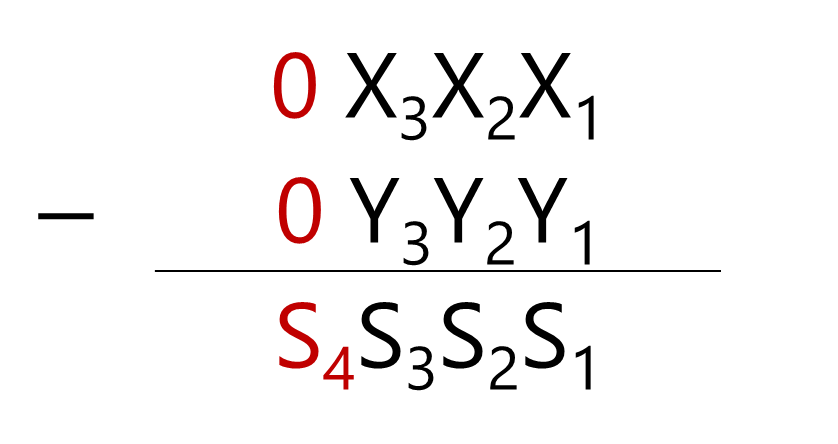 0 X₃X₂X₁
– 0 Y₃Y₂Y₁
S₄S₃S₂S₁